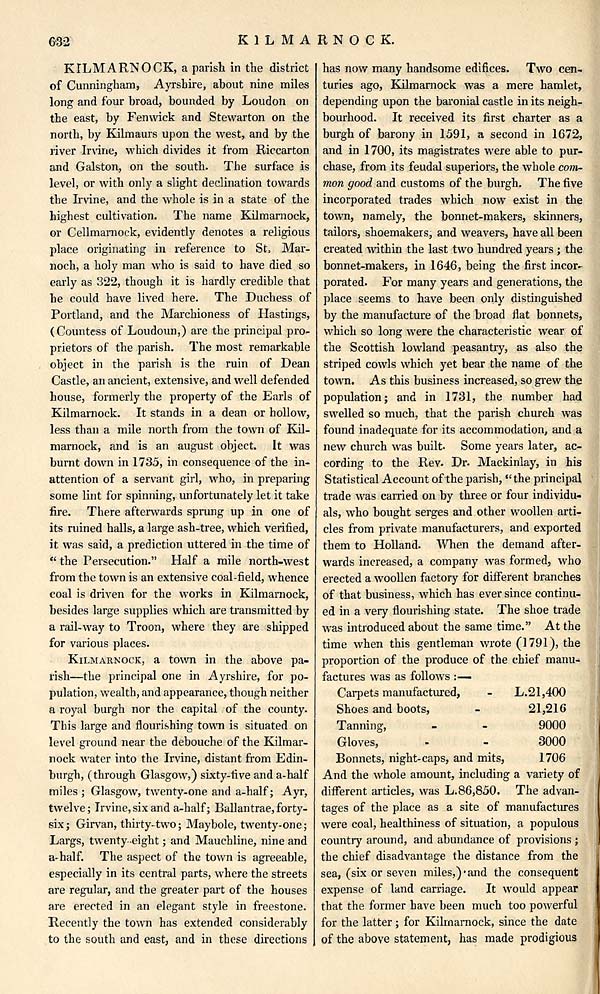 632
KILMARNOCK.
KILMARNOCK, a parish in the district
of Cunningham, Ayrshire, about nine miles
long and four broad, bounded by Loudon on
the east, by Fenwick and Stewarton on the
north, by Kilmaurs upon the west, and by the
river Irvine, which divides it from Riccarton
and Galston, on the south. The surface is
level, or with only a slight declination towards
the Irvine, and the whole is in a state of the
highest cultivation. The name Kilmarnock,
or Cellmarnock, evidently denotes a religious
place originating in reference to St. Mar-
noch, a holy man who is said to have died so
early as 322, though it is hardly credible that
he could have lived here. The Duchess of
Portland, and the Marchioness of Hastings,
(Countess of Loudoun,) are the principal pro-
prietors of the parish. The most remarkable
object in the parish is the ruin of Dean
Castle, an ancient, extensive, and well defended
house, formerly the property of the Earls of
Kilmarnock. It stands in a dean or hollow,
less than a mile north from the town of Kil-
marnock, and is an august object. It was
burnt down in 1735, in consequence of the in-
attention of a servant girl, who, in preparing
some lint for spinning, unfortunately let it take
fire. There afterwards sprung up in one of
its ruined halls, a large ash-tree, which verified,
it was said, a prediction uttered in the time of
" the Persecution." Half a mile north-west
from the town is an extensive coal-field, whence
coal is driven for the works in Kilmarnock,
besides large supplies which are transmitted by
a rail-way to Troon, where they are shipped
for various places.
KILMARNOCK, a town in the above pa-
rish—the principal one in Ayrshire, for po-
pulation, wealth, and appearance, though neither
a royal burgh nor the capital of the county.
This large and flourishing town is situated on
level ground near the debouche of the Kilmar-
nock water into the Irvine, distant from Edin-
burgh, (through Glasgow,) sixty-five and a-half
miles; Glasgow, twenty-one and a-half; Ayr,
twelve; Irvine, six and a-half; Ballantrae, forty-
six; Girvan, thirty-two; Maybole, twenty-one;
Largs, twenty-eight; and Mauchline, nine and
a-half. The aspect of the town is agreeable,
especially in its central parts, where the streets
are regular, and the greater part of the houses
are erected in an elegant style in freestone.
Recently the town has extended considerably
to the south and east, and in these directions
has now many handsome edifices. Two cen-
turies ago, Kilmarnock was a mere hamlet,
depending upon the baronial castle in its neigh-
bourhood. It received its first charter as a
burgh of barony in 1591, a second in 1672,
and in 1700, its magistrates were able to pur-
chase, from its feudal superiors, the whole com-
mon good and customs of the burgh. The five
incorporated trades which now exist in the
town, namely, the bonnet-makers, skinners,
tailors, shoemakers, and weavers, have all been
created within the last two hundred years; the
bonnet-makers, in 1646, being the first incor-
porated. For many years and generations, the
place seems to have been only distinguished
by the manufacture of the broad flat bonnets,
which so long were the characteristic wear of
the Scottish lowland peasantry, as also the
striped cowls which yet bear the name of the
town. As this business increased, so grew the
population; and in 1731, the number had
swelled so much, that the parish church was
found inadequate for its accommodation, and a
new church was built. Some years later, ac-
cording to the Rev. Dr. Mackinlay, in his
Statistical Account of the parish, "the principal
trade was carried on by three or four individu-
als, who bought serges and other woollen arti-
cles from private manufacturers, and exported
them to Holland. When the demand after-
wards increased, a company was formed, who
erected a woollen factory for different branches
of that business, which has ever since continu-
ed in a very flourishing state. The shoe trade
was introduced about the same time." At the
time when this gentleman wrote (1791), the
proportion of the produce of the chief manu-
factures was as follows:—
Carpets manufactured, - L.21,400
Shoes and boots, - 21,216
Tanning, - - 9000
Gloves, - - 3000
Bonnets, night-caps, and mits, 1706
And the whole amount, including a variety of
different articles, was L.86,850. The advan-
tages of the place as a site of manufactures
were coal, healthiness of situation, a populous
country around, and abundance of provisions;
the chief disadvantage the distance from the
sea, (six or seven miles,) and the consequent
expense of land carriage. It would appear
that the former have been much too powerful
for the latter; for Kilmarnock, since the date
of the above statement, has made prodigious